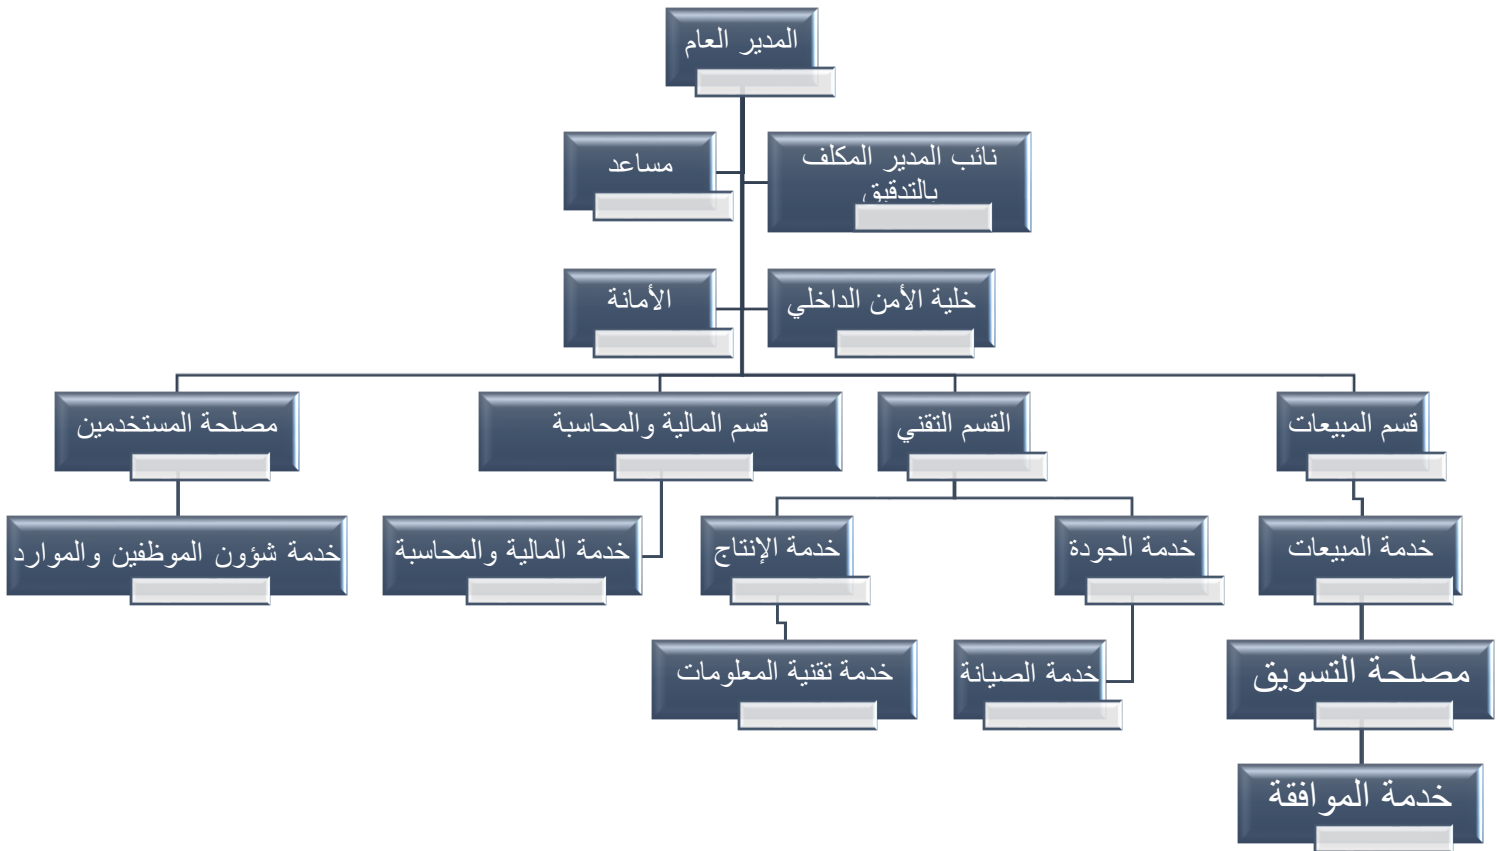 المدير العام
نائب المدير المكلف
بالتدقيق
مساعد
خلية الأمن الداخلي
الأمانة
قسم المبيعات
القسم التقني
قسم المالية والمحاسبة
مصلحة المستخدمين
خدمة المبيعات
خدمة الجودة
خدمة الإنتاج
خدمة المالية والمحاسبة
خدمة شؤون الموظفين والموارد
مصلحة التسويق
خدمة الصيانة
خدمة تقنية المعلومات
خدمة الموافقة